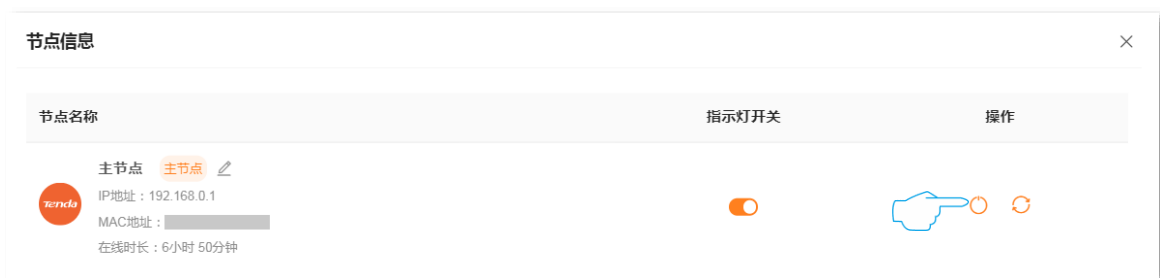 节点信息
节点名称 指示灯开关 操作
主节点 主节点
Tenda
IP地址：192.168.0.1
MAC地址：
在线时长：6小时 50分钟